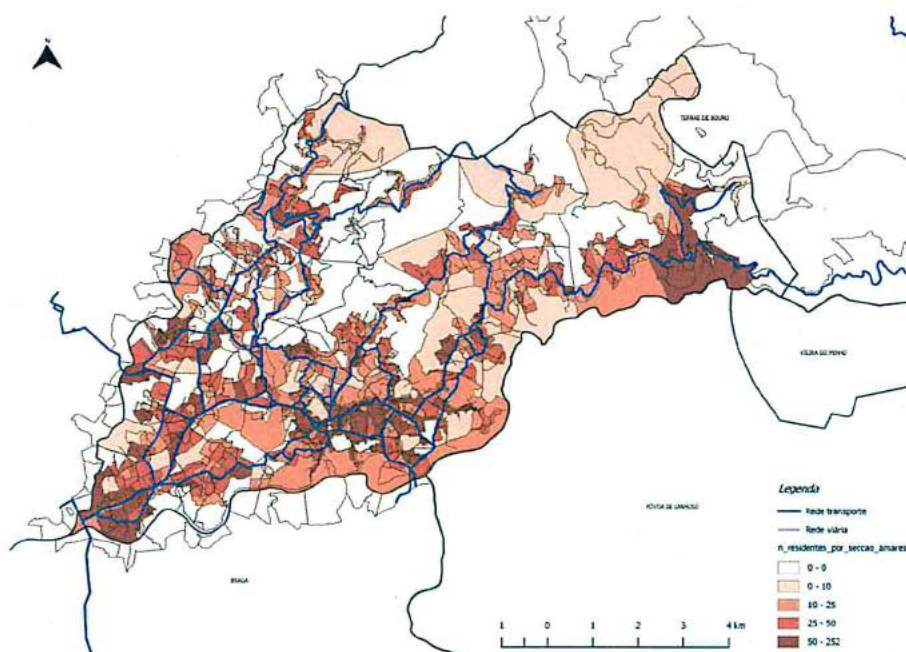 N
TERRAS DE BOURO
VIEIRA DO MINHO
PÓVOA DE LANHOSO
BRAGA
Legenda
Rede transporte
Rede viária
n_residentes_por_seccao_amares
0 - 0
0 - 10
10 - 25
25 - 50
50 - 252
1 0 1 2 3 4 km